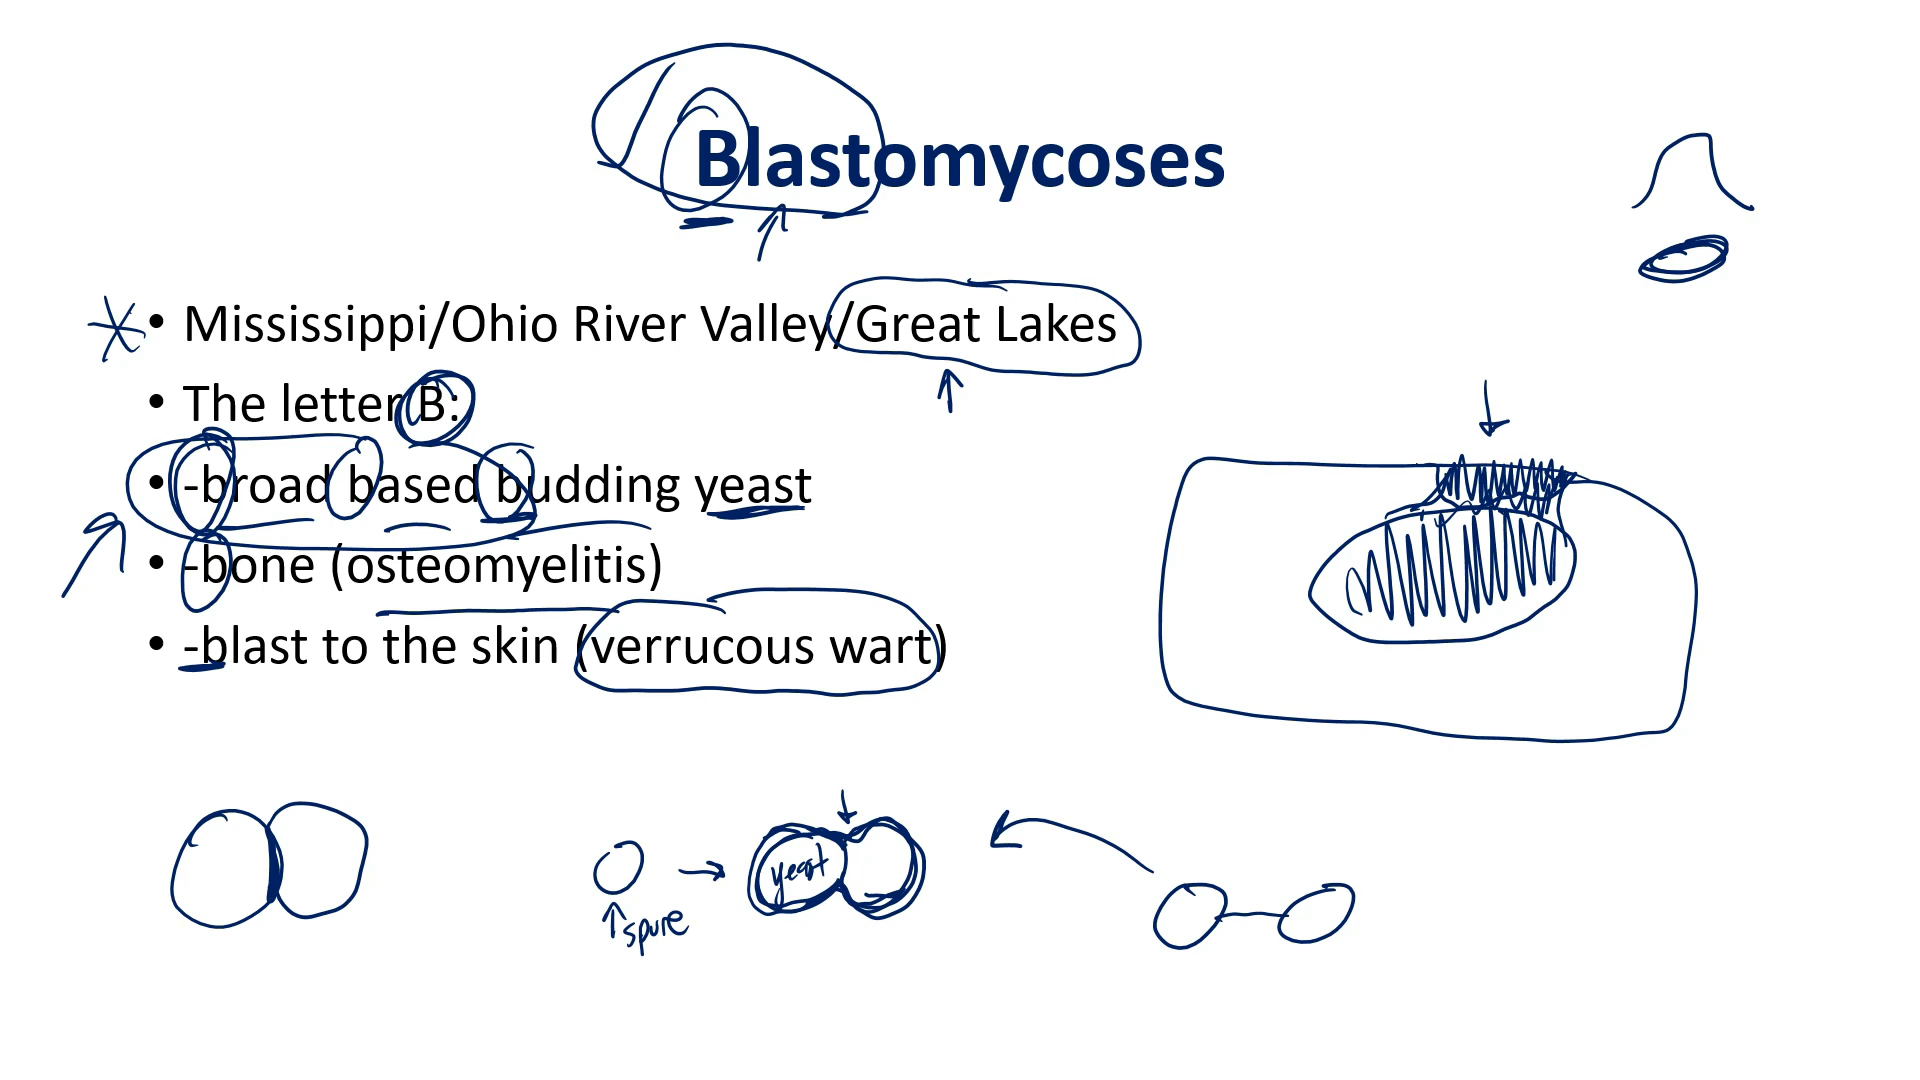 Blastomycoses
• Mississippi/Ohio River Valley/Great Lakes
• The letter B:
• -broad based budding yeast
• -bone (osteomyelitis)
• -blast to the skin (verrucous wart)
yeast
spore